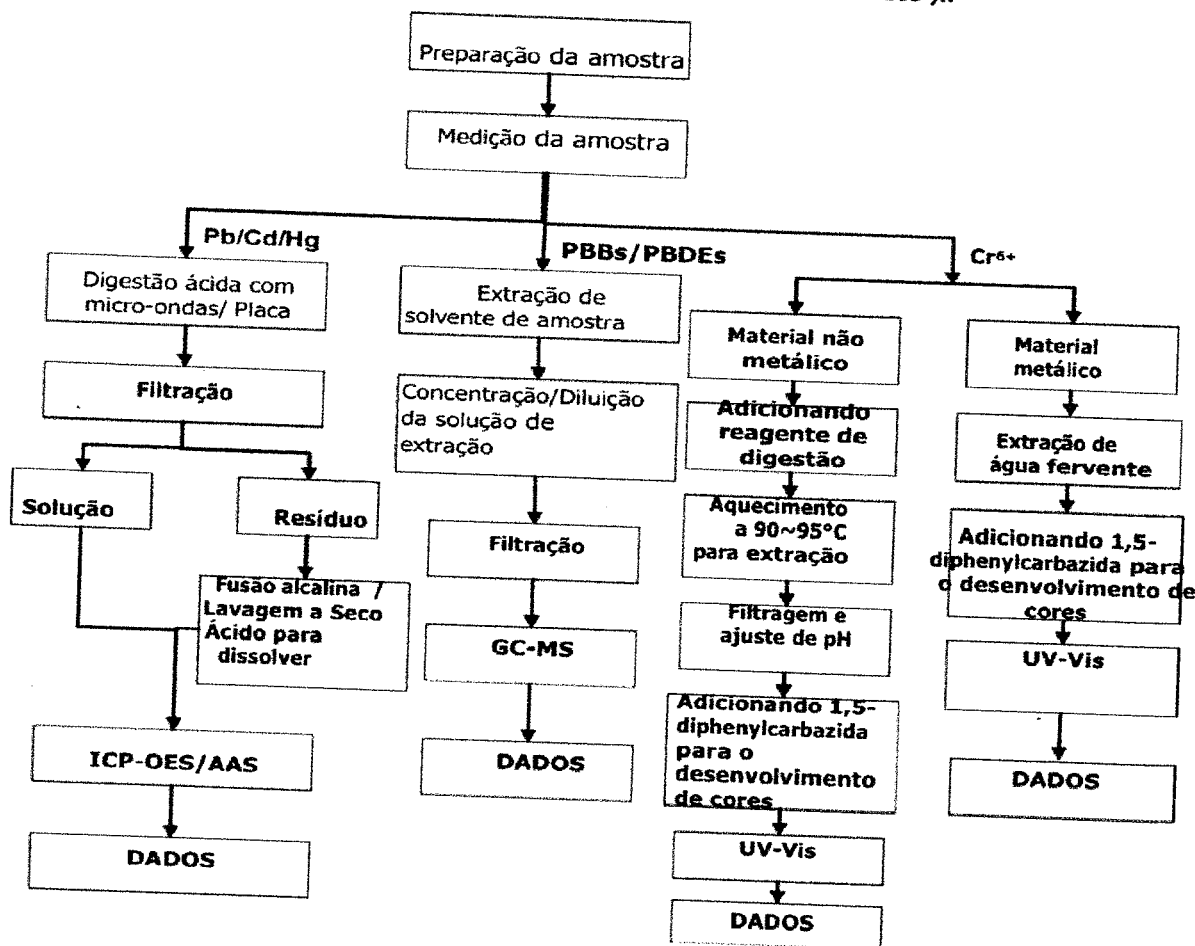 Preparação da amostra
Medição da amostra
Pb/Cd/Hg
PBBs/PBDEs
Cr6+
Digestão ácida com
micro-ondas/ Placa
Filtração
Solução
Resíduo
Fusão alcalina /
Lavagem a Seco
Ácido para
dissolver
ICP-OES/AAS
DADOS
Extração de
solvente de amostra
Concentração/Diluição
da solução de
extração
Filtração
GC-MS
DADOS
Material não
metálico
Adicionando
reagente de
digestão
Aquecimento
a 90~95°C
para extração
Filtragem e
ajuste de pH
Adicionando 1,5-
diphenylcarbazida
para o
desenvolvimento
de cores
UV-Vis
DADOS
Material
metálico
Extração de
água fervente
Adicionando 1,5-
diphenylcarbazida para
o desenvolvimento de
cores
UV-Vis
DADOS